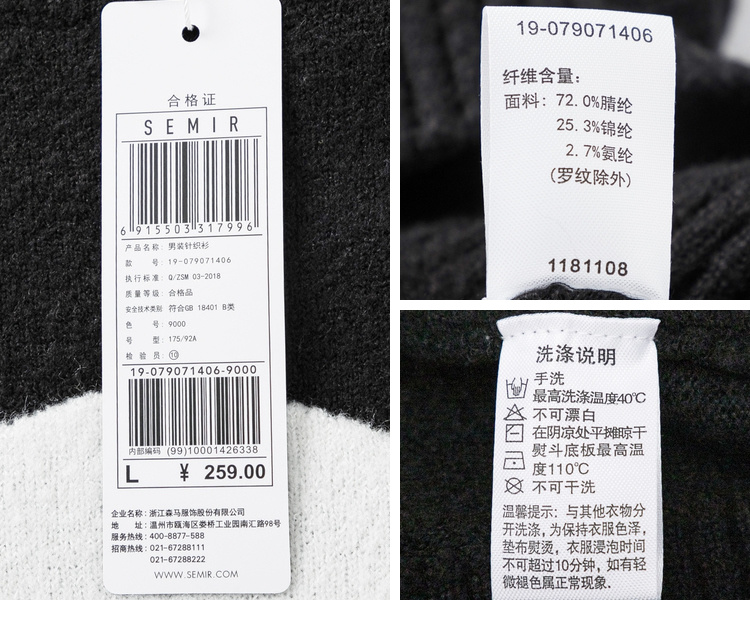 合格证
SEMIR
6 915503 317996
产品名称: 男装针织衫
款 号: 19-079071406
执行标准: Q/ZSM 03-2018
质量等级: 合格品
安全技术类别 符合GB 18401 B类
色 号: 9000
号 型: 175/92A
检 验 员: ⑩
19-079071406-9000
内部编码 (99)10001426338
L ¥ 259.00
企业名称: 浙江森马服饰股份有限公司
地 址: 温州市瓯海区娄桥工业园南汇路98号
服务热线: 400-8877-588
招商热线: 021-67288111
021-67288222
WWW.SEMIR.COM
19-079071406
纤维含量:
面料: 72.0%腈纶
25.3%锦纶
2.7%氨纶
(罗纹除外)
1181108
洗涤说明
手洗
最高洗涤温度40℃
不可漂白
在阴凉处平摊晾干
熨斗底板最高温
度110℃
不可干洗
温馨提示: 与其他衣物分
开洗涤, 为保持衣服色泽,
垫布熨烫, 衣服浸泡时间
不可超过10分钟, 如有轻
微褪色属正常现象.